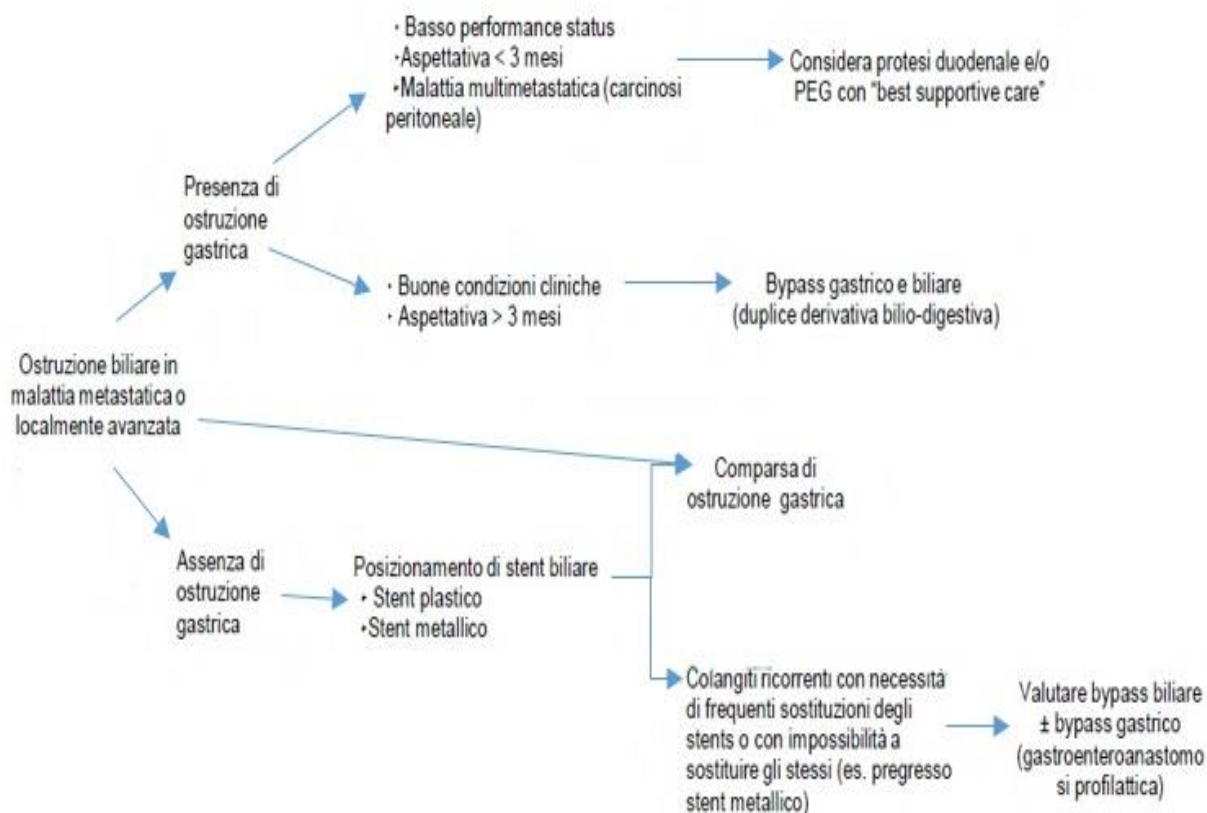 · Basso performance status
·Aspettativa < 3 mesi
·Malattia multimetastatica (carcinosi
peritoneale)
Considera protesi duodenale e/o
PEG con "best supportive care"
Presenza di
ostruzione
gastrica
· Buone condizioni cliniche
· Aspettativa > 3 mesi
Bypass gastrico e biliare
(duplice derivativa bilio-digestiva)
Ostruzione biliare in
malattia metastatica o
localmente avanzata
Comparsa di
ostruzione gastrica
Assenza di
ostruzione
gastrica
Posizionamento di stent biliare
· Stent plastico
·Stent metallico
Colangiti ricorrenti con necessità
di frequenti sostituzioni degli
stents o con impossibilità a
sostituire gli stessi (es. pregresso
stent metallico)
Valutare bypass biliare
± bypass gastrico
(gastroenteroanastomo
si profilattica)